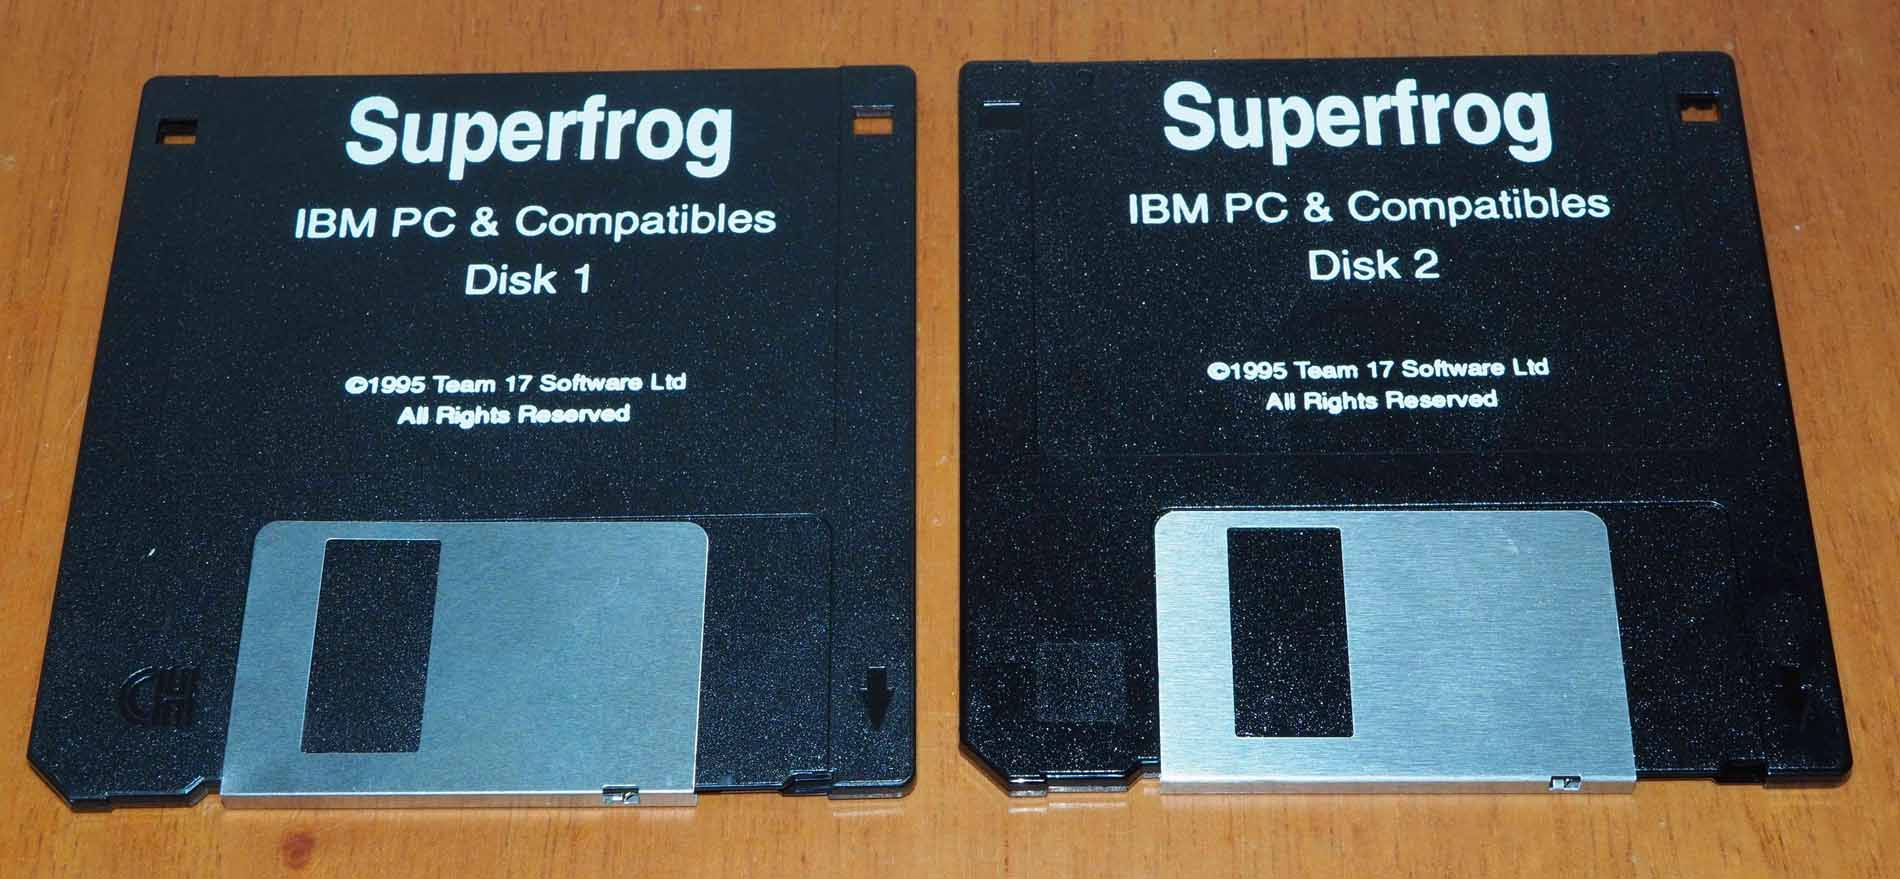 Superfrog
IBM PC & Compatibles
Disk 1
©1995 Team 17 Software Ltd
All Rights Reserved
Superfrog
IBM PC & Compatibles
Disk 2
©1995 Team 17 Software Ltd
All Rights Reserved